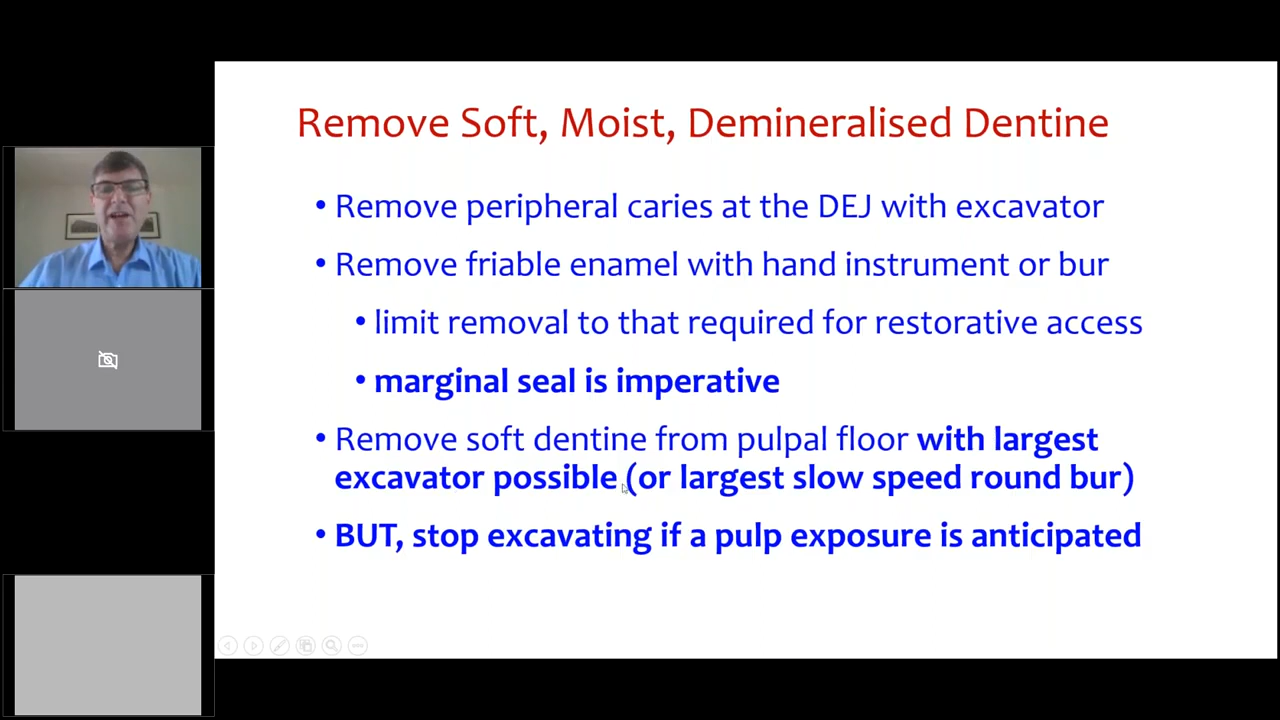 Remove Soft, Moist, Demineralised Dentine
• Remove peripheral caries at the DEJ with excavator
• Remove friable enamel with hand instrument or bur
• limit removal to that required for restorative access
• marginal seal is imperative
• Remove soft dentine from pulpal floor with largest
excavator possible (or largest slow speed round bur)
• BUT, stop excavating if a pulp exposure is anticipated